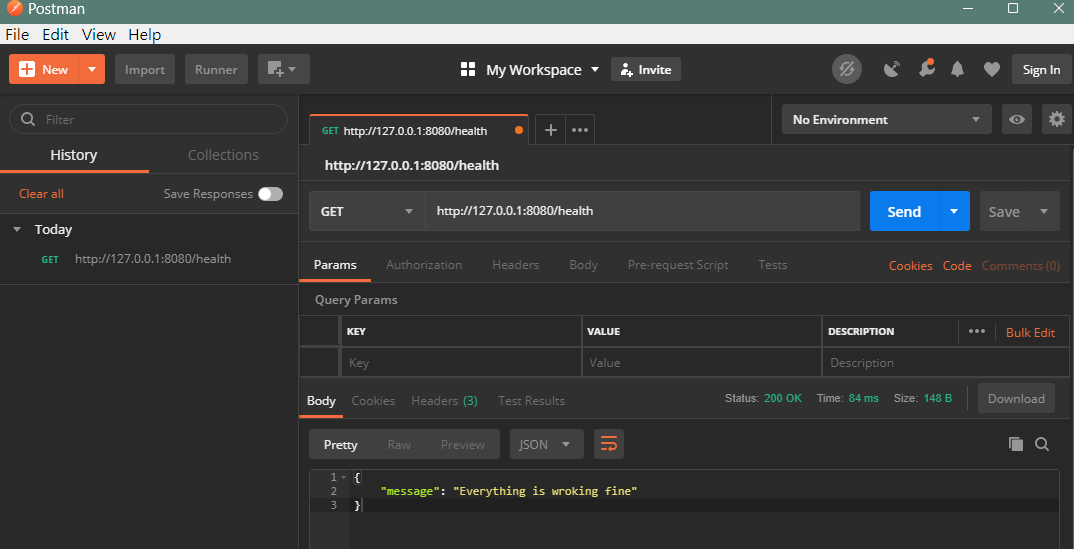 Postman
File Edit View Help
New Import Runner My Workspace Invite Sign In
Filter
History Collections
Clear all Save Responses
Today
GET http://127.0.0.1:8080/health
GET http://127.0.0.1:8080/health + •••
No Environment
http://127.0.0.1:8080/health
GET http://127.0.0.1:8080/health Send Save
Params Authorization Headers Body Pre-request Script Tests Cookies Code Comments (0)
Query Params
KEY VALUE DESCRIPTION ••• Bulk Edit
Key Value Description
Body Cookies Headers (3) Test Results Status: 200 OK Time: 84 ms Size: 148 B Download
Pretty Raw Preview JSON
1 {
2 "message": "Everything is wroking fine"
3 }